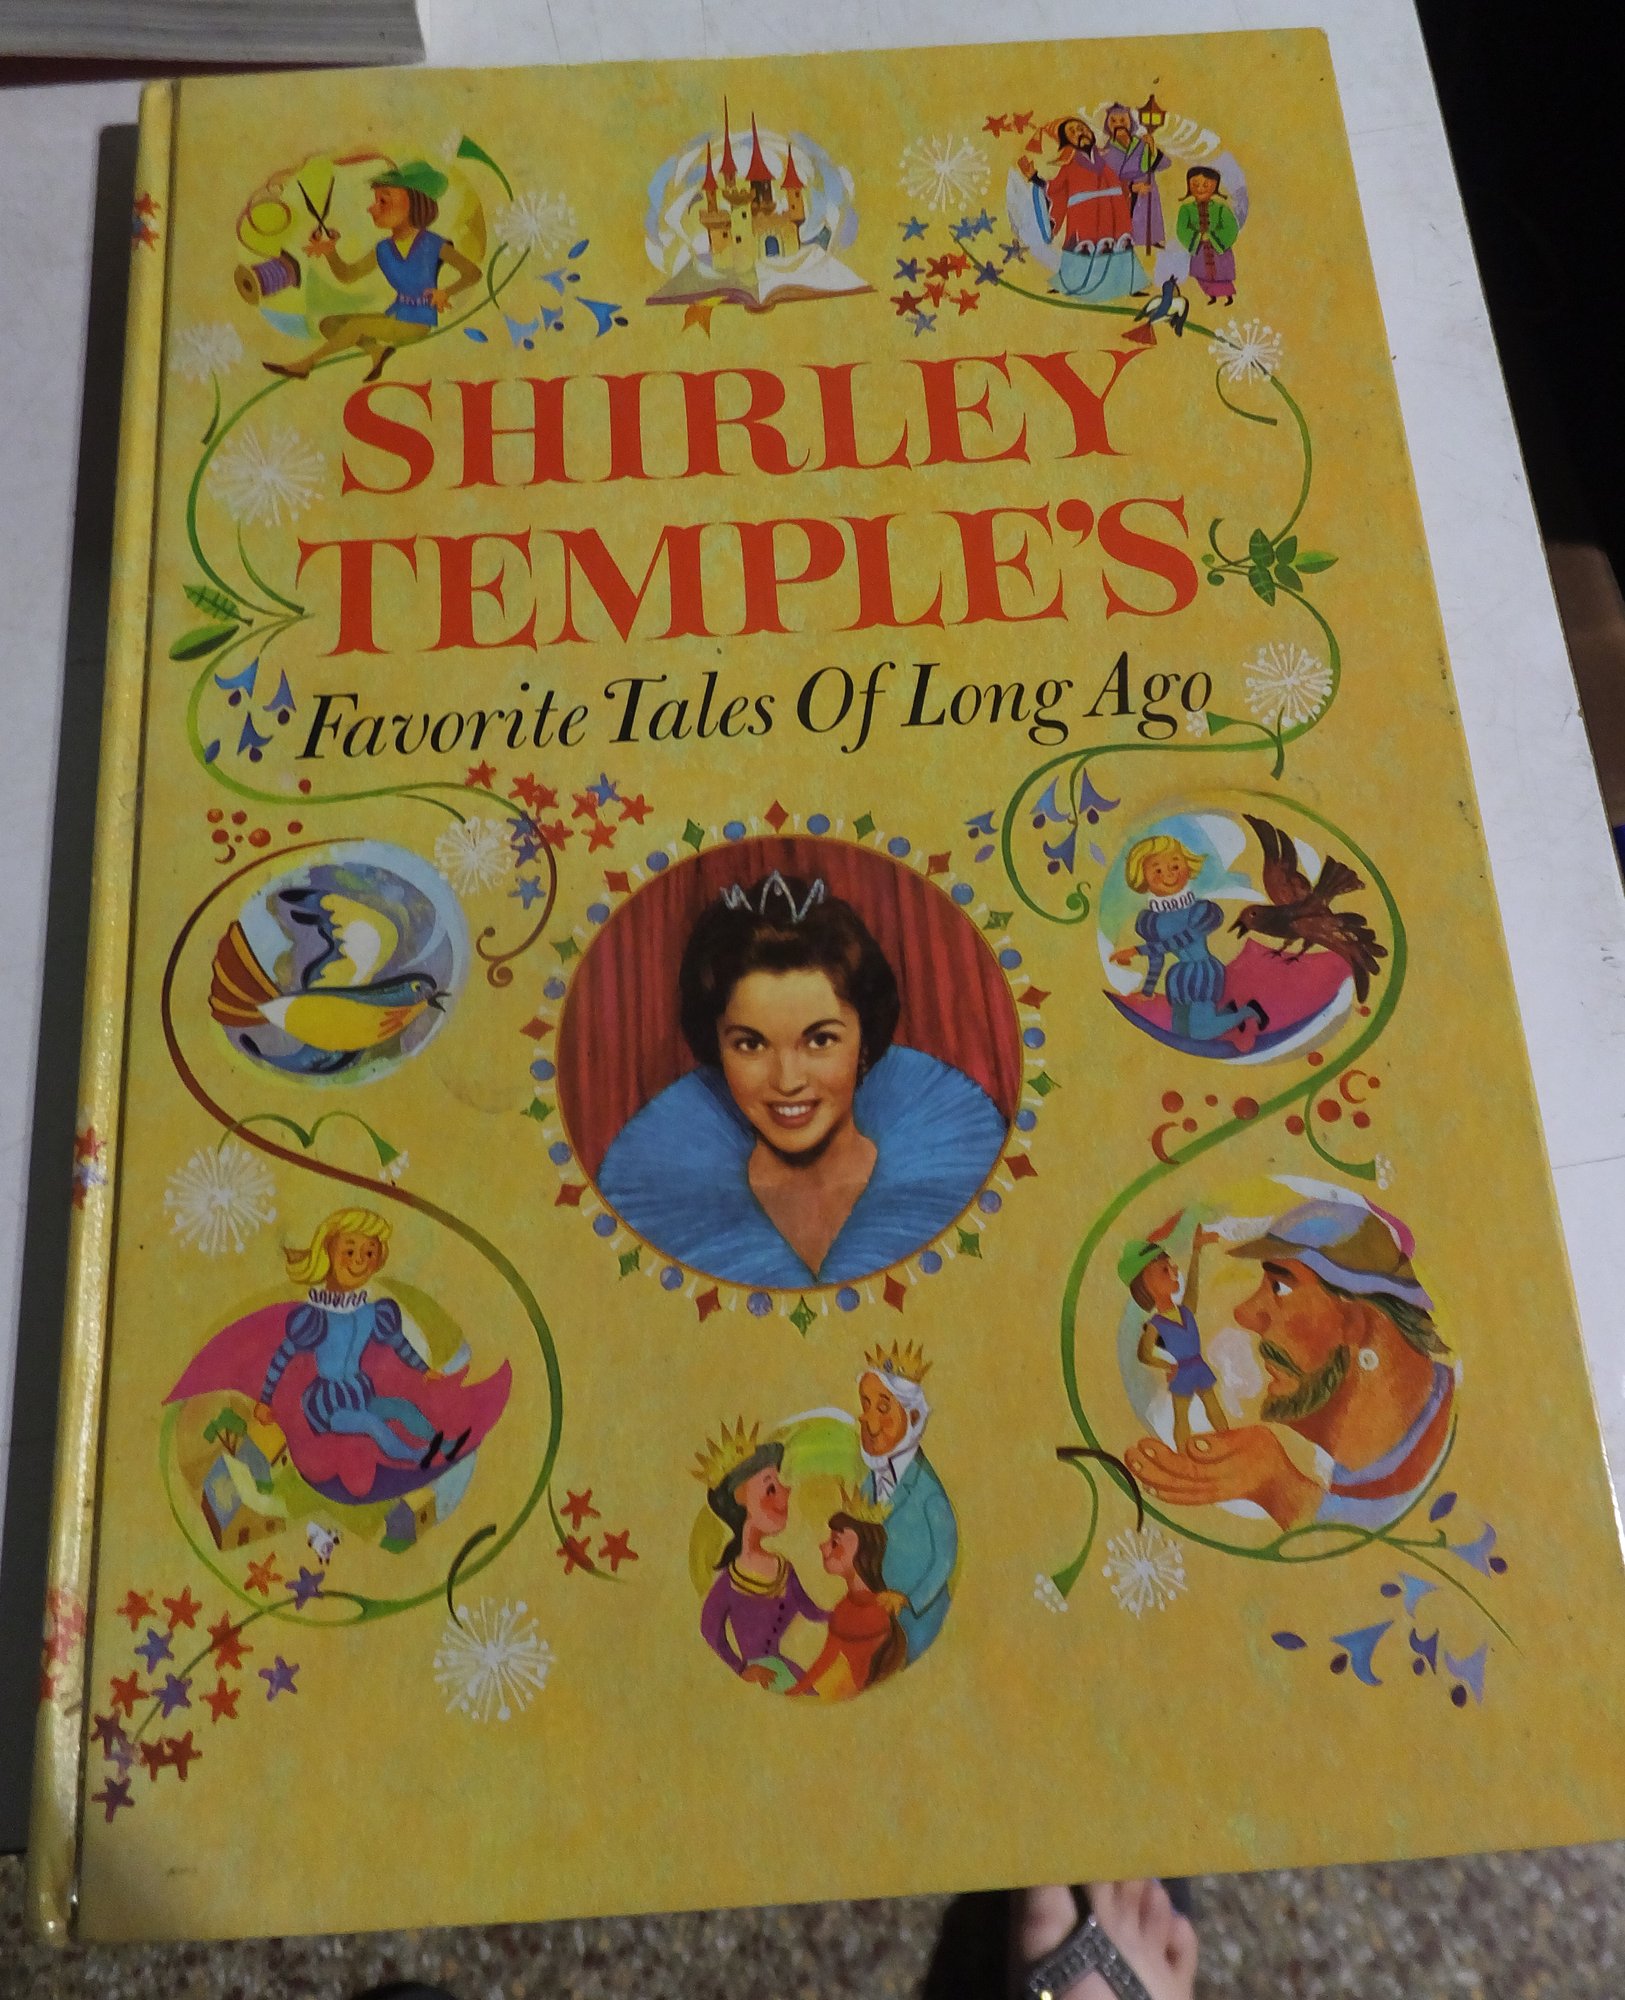 SHIRLEY
TEMPLE'S
Favorite Tales Of Long Ago